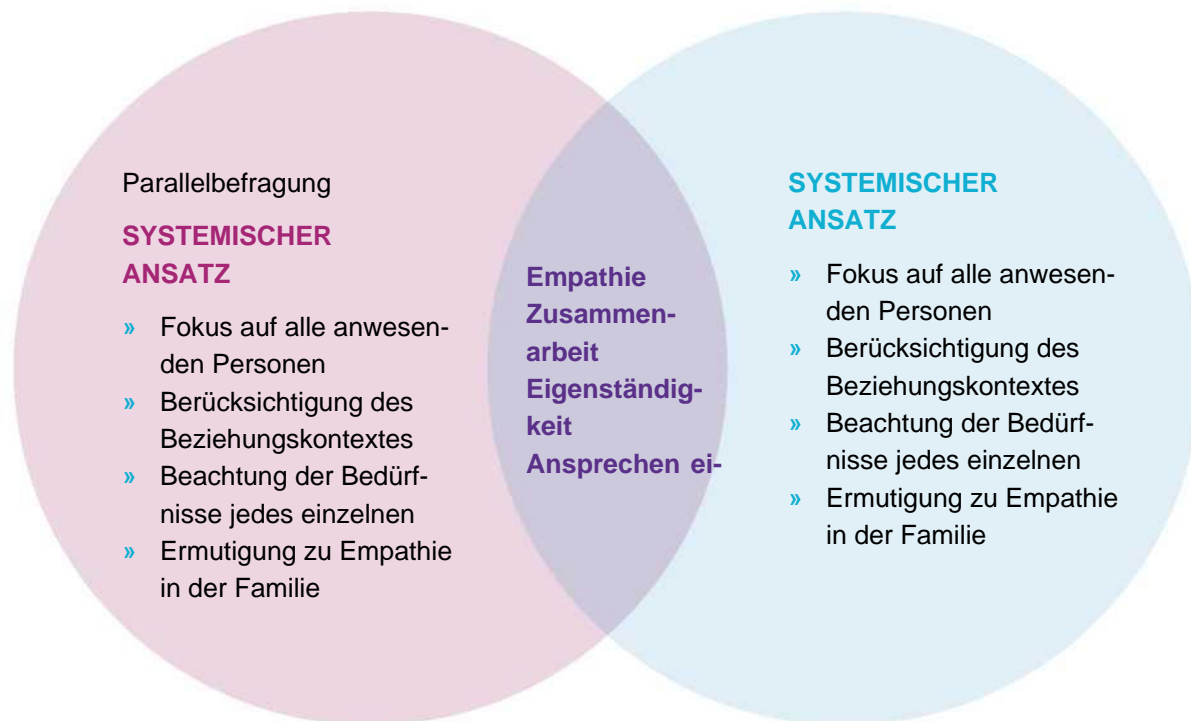 Parallelbefragung
SYSTEMISCHER
ANSATZ
» Fokus auf alle anwesen-
den Personen
» Berücksichtigung des
Beziehungskontextes
» Beachtung der Bedürf-
nisse jedes einzelnen
» Ermutigung zu Empathie
in der Familie
Empathie
Zusammen-
arbeit
Eigenständig-
keit
Ansprechen ei-
SYSTEMISCHER
ANSATZ
» Fokus auf alle anwesen-
den Personen
» Berücksichtigung des
Beziehungskontextes
» Beachtung der Bedürf-
nisse jedes einzelnen
» Ermutigung zu Empathie
in der Familie